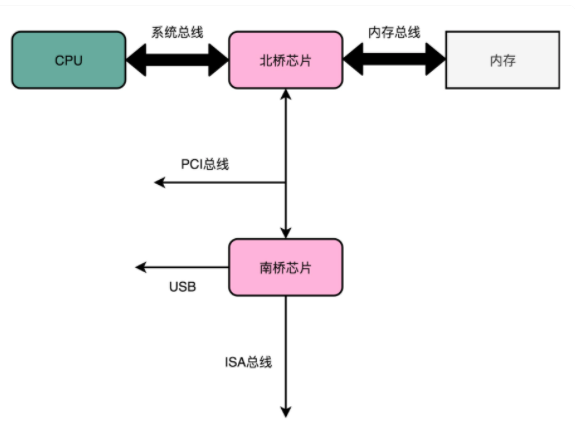 系统总线
内存总线
CPU
北桥芯片
内存
PCI总线
南桥芯片
USB
ISA总线